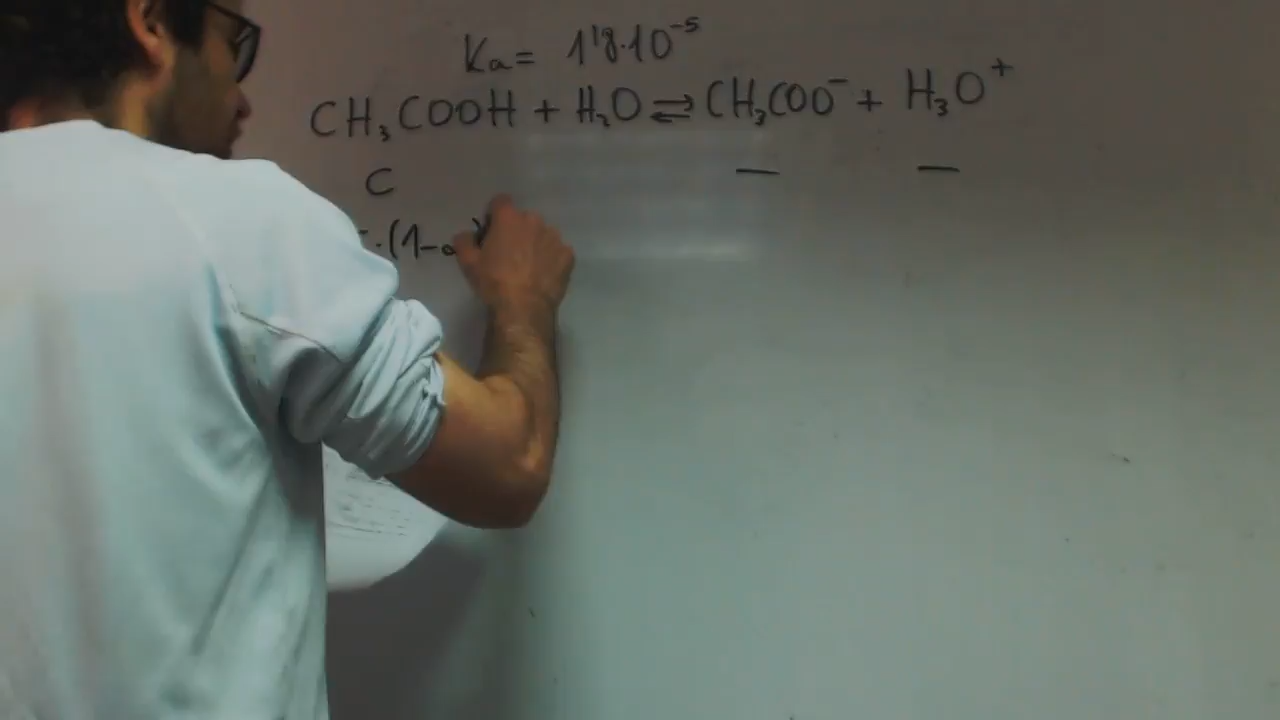 Ka= 1'8·10⁻⁵
CH₃COOH + H₂O ⇌ CH₃COO⁻ + H₃O⁺
C — —
·(1-